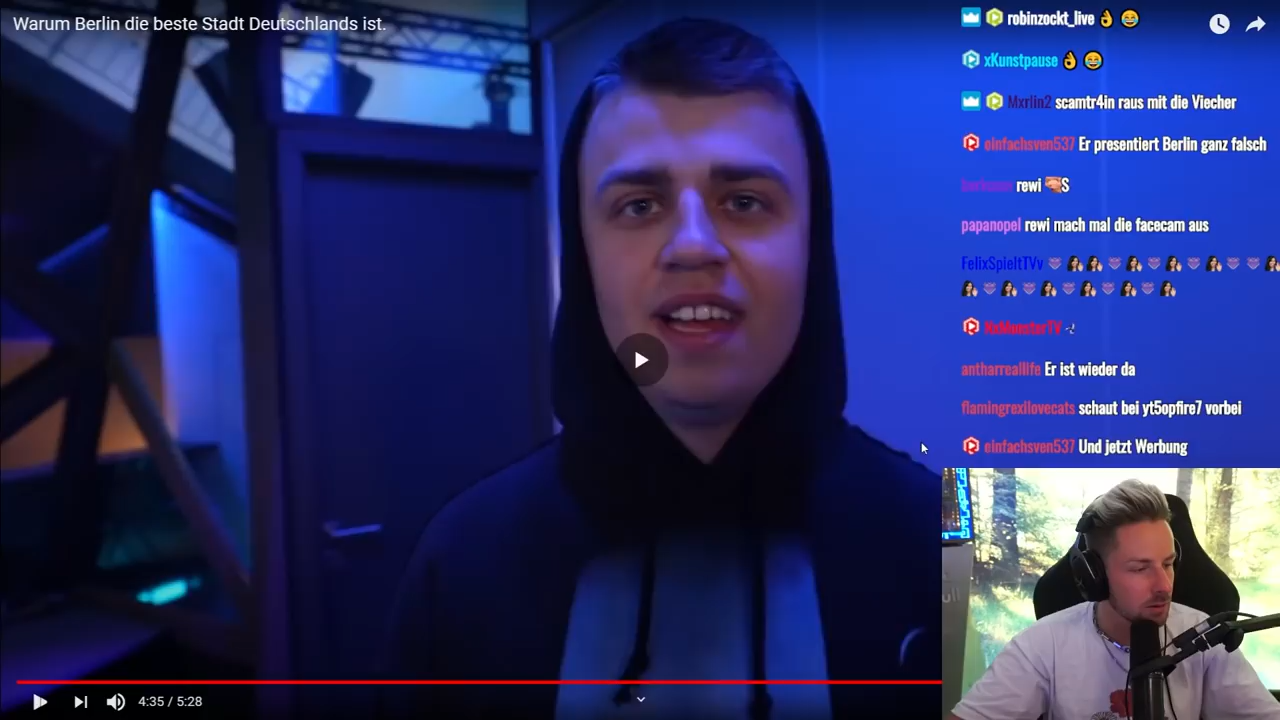 Warum Berlin die beste Stadt Deutschlands ist.
robinzockt_live
xKunstpause
Mxrlin2 scamtr4in raus mit die Viecher
einfachsven537 Er presentiert Berlin ganz falsch
rewi S
papanopel rewi mach mal die facecam aus
FelixSpieltTVv
XxMunsterTV
antharreallife Er ist wieder da
flamingrexilovecats schaut bei yt5opfire7 vorbei
einfachsven537 Und jetzt Werbung
4:35 / 5:28